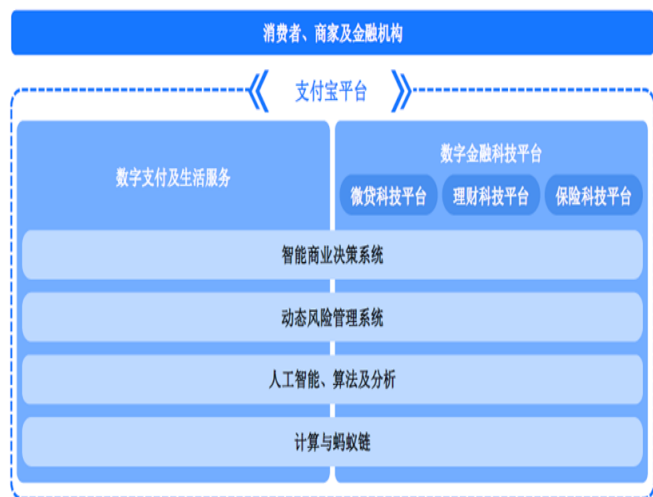 消费者、商家及金融机构
支付宝平台
数字支付及生活服务
数字金融科技平台
微贷科技平台 理财科技平台 保险科技平台
智能商业决策系统
动态风险管理系统
人工智能、算法及分析
计算与蚂蚁链